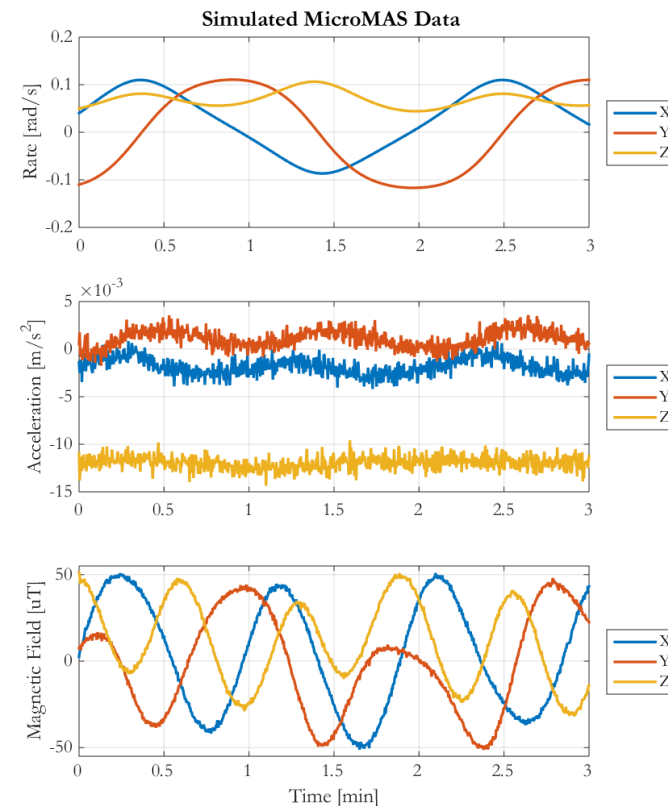 Simulated MicroMAS Data
Rate [rad/s]
0.2
0.1
0
-0.1
-0.2
0
0.5
1
1.5
2
2.5
3
X
Y
Z
×10⁻³
Acceleration [m/s²]
5
0
-5
-10
-15
0
0.5
1
1.5
2
2.5
3
X
Y
Z
Magnetic Field [uT]
50
0
-50
0
0.5
1
1.5
2
2.5
3
Time [min]
X
Y
Z